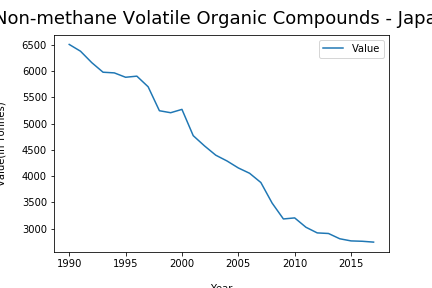 Non-methane Volatile Organic Compounds - Japa
Value
6500
6000
5500
5000
4500
4000
3500
3000
Value(in Tonnes)
1990 1995 2000 2005 2010 2015
Year